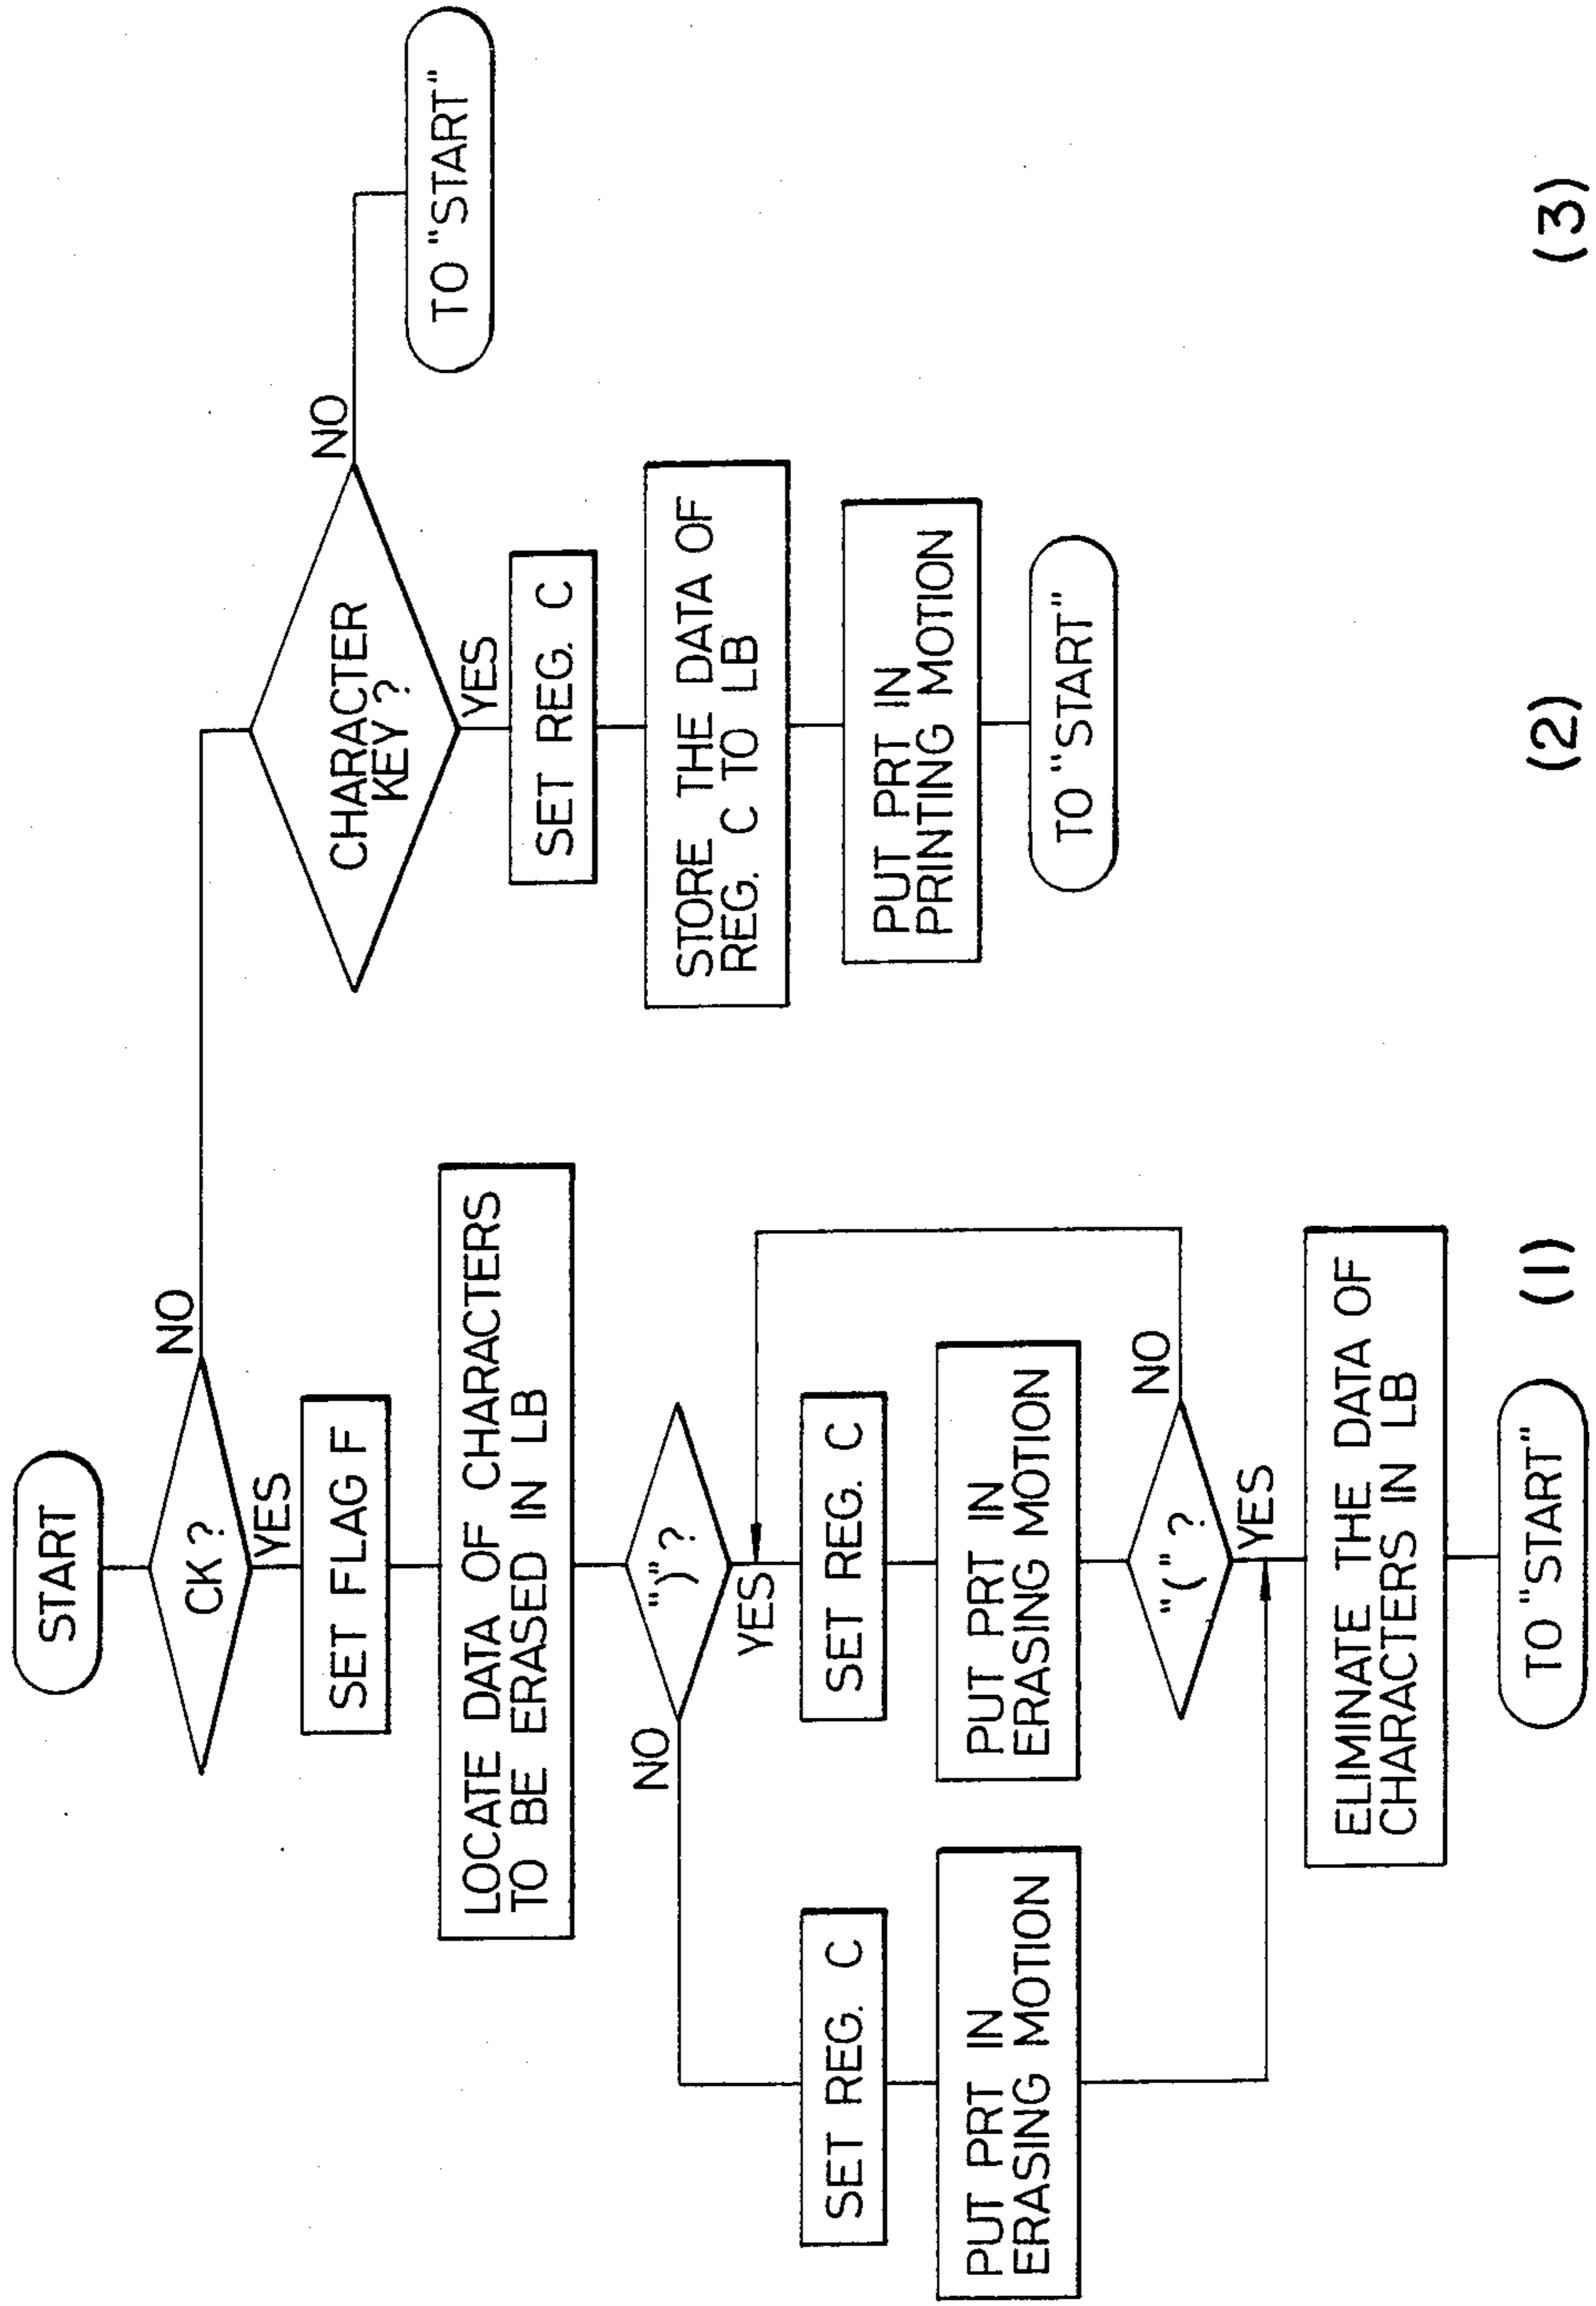 START
CK?
NO
YES
SET FLAG F
LOCATE DATA OF CHARACTERS
TO BE ERASED IN LB
")"?
NO
YES
SET REG. C
PUT PRT IN
ERASING MOTION
SET REG. C
PUT PRT IN
ERASING MOTION
"("?
NO
YES
ELIMINATE THE DATA OF
CHARACTERS IN LB
TO "START"
(1)
CHARACTER
KEY?
NO
YES
SET REG. C
STORE THE DATA OF
REG. C TO LB
PUT PRT IN
PRINTING MOTION
TO "START"
(2)
TO "START"
(3)